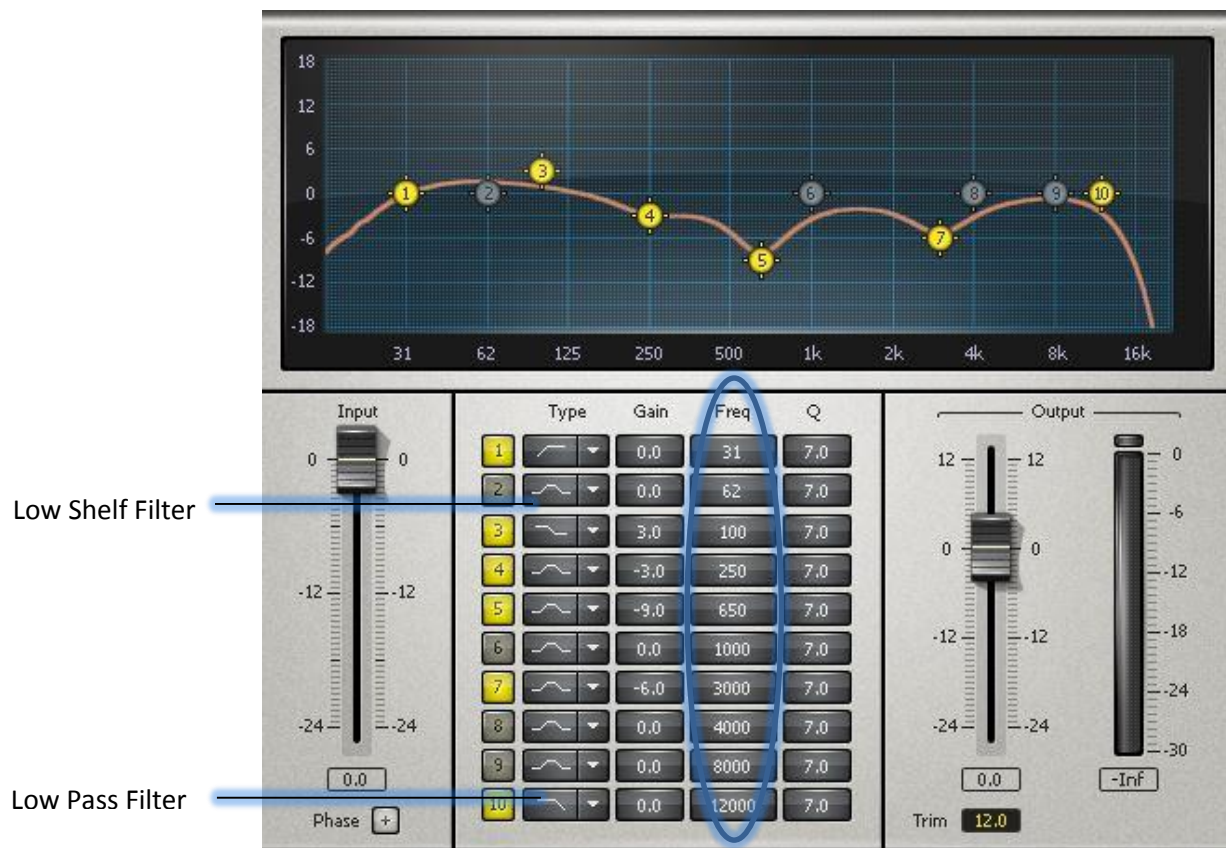 18
12
6
0
-6
-12
-18
1 2 3 4 5 6 7 8 9 10
31 62 125 250 500 1k 2k 4k 8k 16k
Input
0 0
-12 -12
-24 -24
0.0
Phase +
Type Gain Freq Q
1 0.0 31 7.0
2 0.0 62 7.0
3 3.0 100 7.0
4 -3.0 250 7.0
5 -9.0 650 7.0
6 0.0 1000 7.0
7 -6.0 3000 7.0
8 0.0 4000 7.0
9 0.0 8000 7.0
10 0.0 12000 7.0
Low Shelf Filter
Low Pass Filter
Output
12 12
0 0
-12 -12
-24 -24
0.0
Trim 12.0
0
-6
-12
-18
-24
-30
-Inf